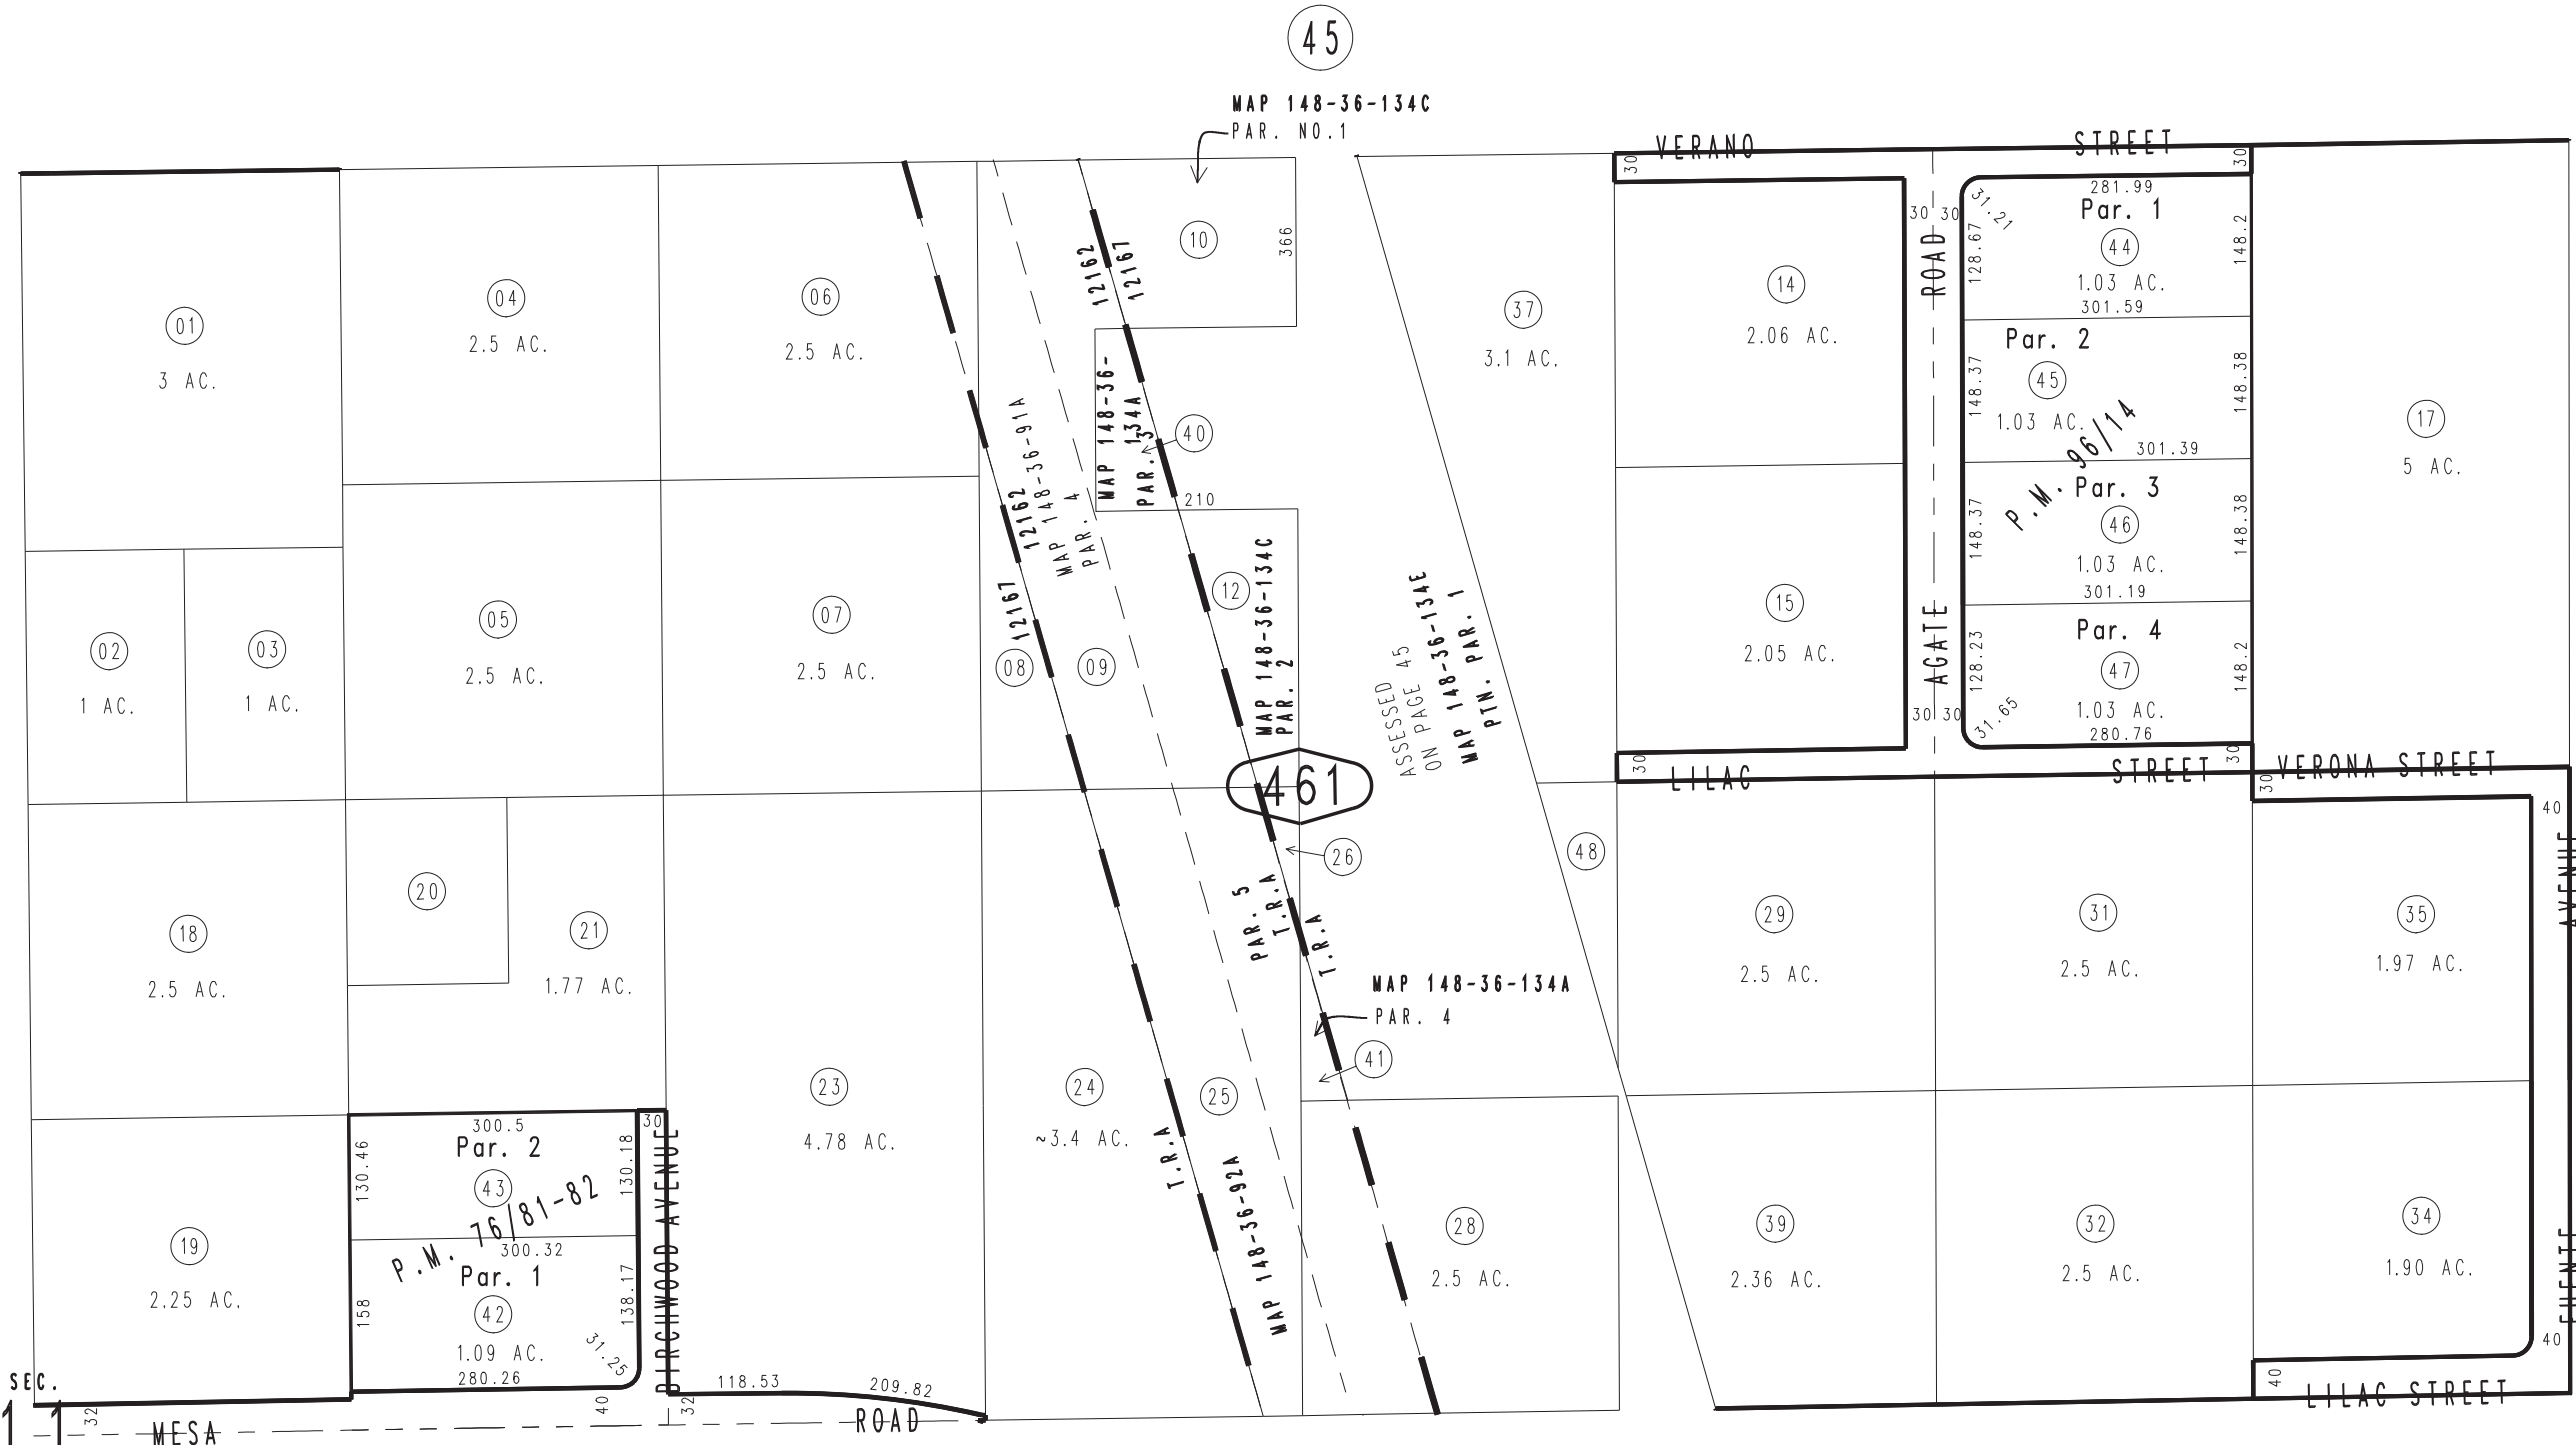 45
MAP 148-36-134C
PAR. NO.1
VERANO STREET
30
30
281.99
31.21
Par. 1
30 30
ROAD
128.67
44
148.2
1.03 AC.
301.59
10
366
12162
12167
01
3 AC.
04
2.5 AC.
06
2.5 AC.
37
3.1 AC.
14
2.06 AC.
Par. 2
45
148.37
148.38
1.03 AC.
P.M. 96/14
301.39
17
5 AC.
MAP 148-36-
134A
PAR. 3
40
210
MAP 148-36-91A
PAR. 4
12162
12167
Par. 3
46
148.37
148.38
1.03 AC.
301.19
02
1 AC.
03
1 AC.
05
2.5 AC.
07
2.5 AC.
08
09
12
MAP 148-36-134C
PAR. 2
ASSESSED
ON PAGE 45
MAP 148-36-134E
PTN. PAR. 1
15
2.05 AC.
AGATE
Par. 4
128.23
47
148.2
1.03 AC.
280.76
31.65
30 30
30
30
LILAC STREET
VERONA STREET
30
40
461
26
48
AVENUE
18
2.5 AC.
20
21
1.77 AC.
PAR. 5
T.R.A
T.R.A
29
2.5 AC.
31
2.5 AC.
35
1.97 AC.
MAP 148-36-134A
PAR. 4
41
23
4.78 AC.
24
~3.4 AC.
25
T.R.A
MAP 148-36-92A
300.5
30
Par. 2
130.46
130.18
43
P.M. 76/81-82
300.32
Par. 1
42
158
138.17
1.09 AC.
31.25
280.26
BIRCHWOOD AVENUE
19
2.25 AC.
28
2.5 AC.
39
2.36 AC.
32
2.5 AC.
34
1.90 AC.
FUENTE
40
40
LILAC STREET
SEC.
11
32
40
32
118.53
209.82
MESA ROAD